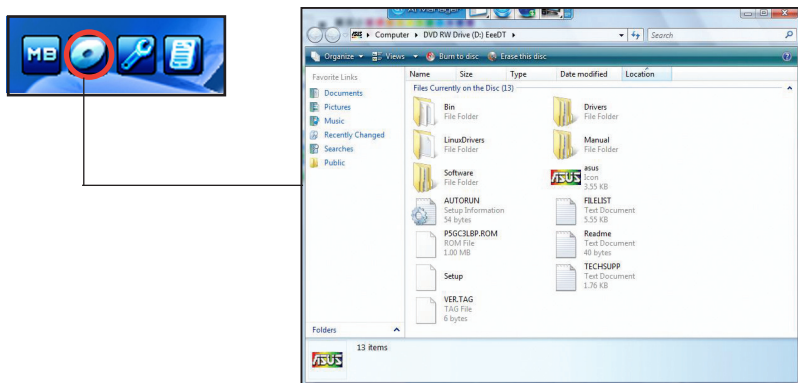 MB
Computer ▸ DVD RW Drive (D:) EeeDT ▸
Search
Organize ▾ Views ▾ Burn to disc Erase this disc
Favorite Links
Documents
Pictures
Music
Recently Changed
Searches
Public
Folders
Name Size Type Date modified Location
Files Currently on the Disc (13)
Bin
File Folder
Drivers
File Folder
LinuxDrivers
File Folder
Manual
File Folder
Software
File Folder
ASUS
asus
Icon
3.55 KB
AUTORUN
Setup Information
54 bytes
FILELIST
Text Document
5.55 KB
P5GC3LBP.ROM
ROM File
1.00 MB
Readme
Text Document
40 bytes
Setup
TECHSUPP
Text Document
1.76 KB
VER.TAG
TAG File
6 bytes
ASUS
13 items